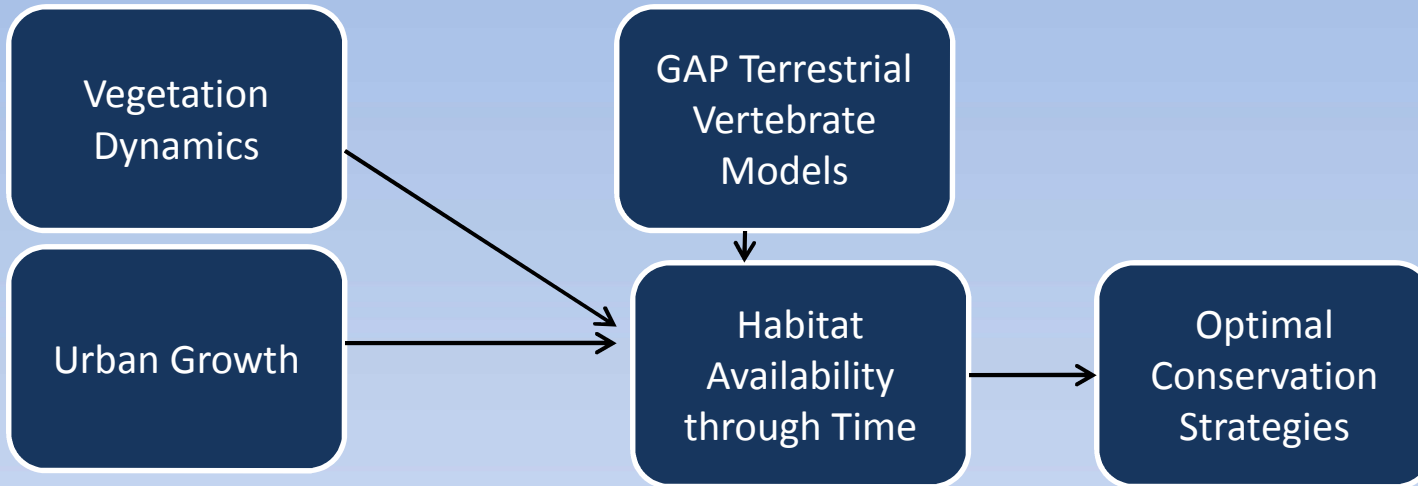 Vegetation
Dynamics
GAP Terrestrial
Vertebrate
Models
Urban Growth
Habitat
Availability
through Time
Optimal
Conservation
Strategies